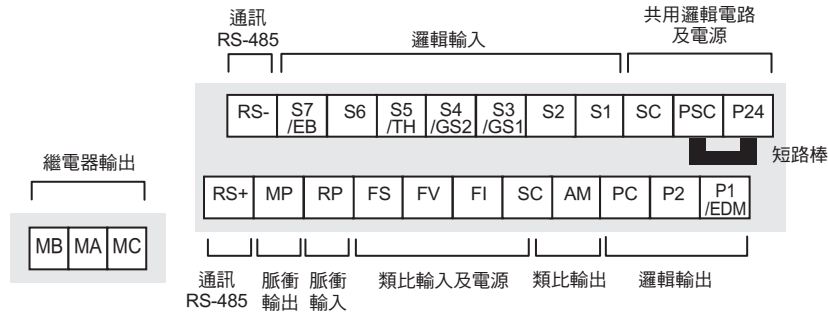 通訊
RS-485
邏輯輸入
共用邏輯電路
及電源
RS-
S7
/EB
S6
S5
/TH
S4
/GS2
S3
/GS1
S2
S1
SC
PSC
P24
短路棒
繼電器輸出
MB
MA
MC
RS+
MP
RP
FS
FV
FI
SC
AM
PC
P2
P1
/EDM
通訊
RS-485
脈衝
輸出
脈衝
輸入
類比輸入及電源
類比輸出
邏輯輸出